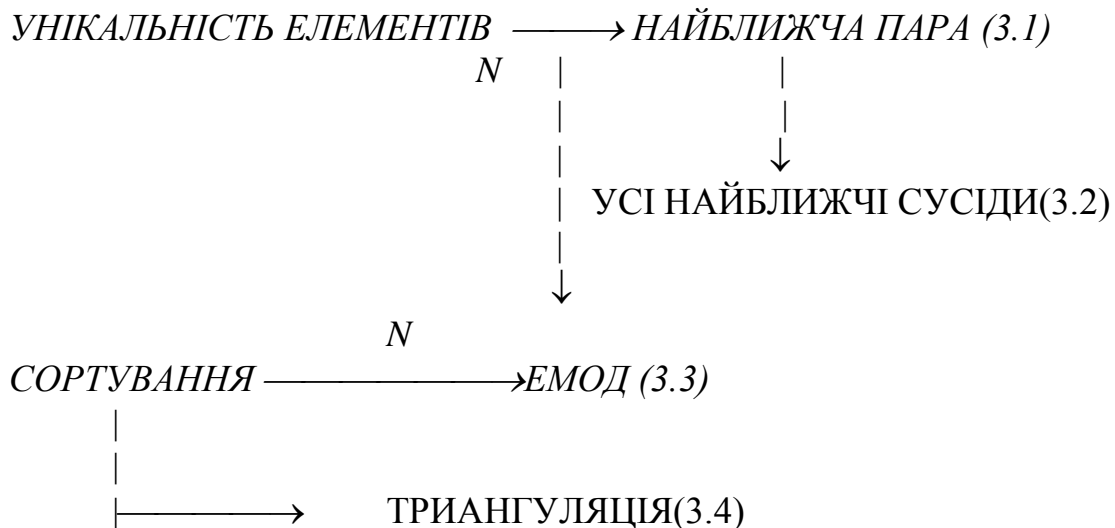 УНІКАЛЬНІСТЬ ЕЛЕМЕНТІВ ⟶ НАЙБЛИЖЧА ПАРА (3.1)
N
УСІ НАЙБЛИЖЧІ СУСІДИ(3.2)
N
СОРТУВАННЯ ⟶ ЕМОД (3.3)
ТРИАНГУЛЯЦІЯ(3.4)